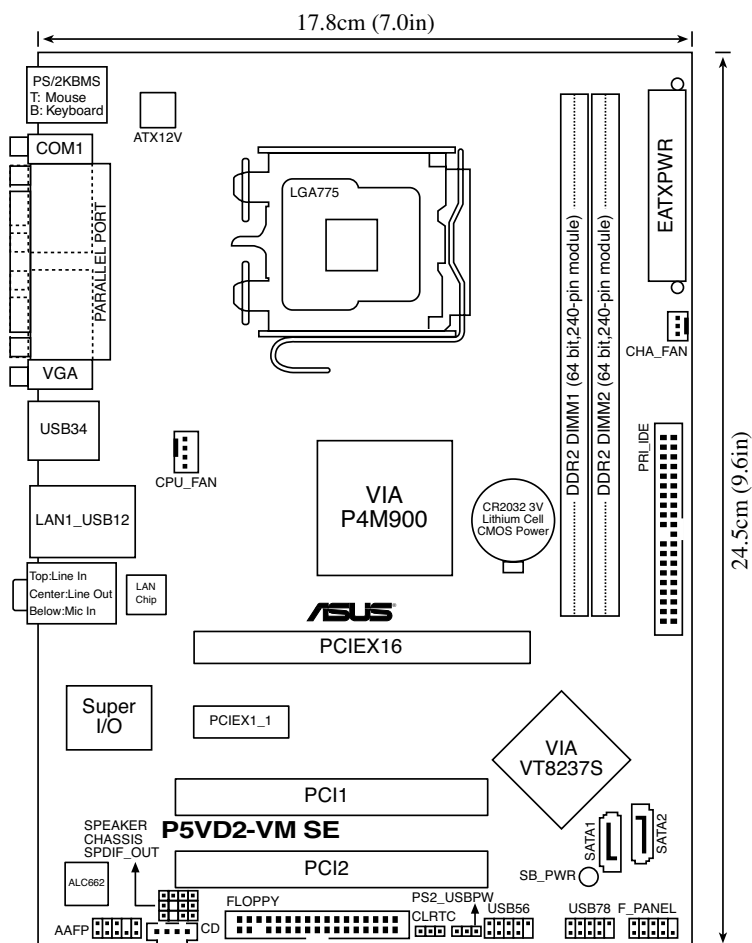 17.8cm (7.0in)
PS/2KBMS
T: Mouse
B: Keyboard
ATX12V
COM1
PARALLEL PORT
VGA
LGA775
DDR2 DIMM1 (64 bit,240-pin module)
DDR2 DIMM2 (64 bit,240-pin module)
EATXPWR
CHA_FAN
24.5cm (9.6in)
USB34
CPU_FAN
PRI_IDE
LAN1_USB12
VIA
P4M900
CR2032 3V
Lithium Cell
CMOS Power
Top:Line In
Center:Line Out
Below:Mic In
LAN
Chip
ASUS
PCIEX16
Super
I/O
PCIEX1_1
VIA
VT8237S
PCI1
SATA1
SATA2
SPEAKER
CHASSIS
SPDIF_OUT
P5VD2-VM SE
PCI2
SB_PWR
ALC662
AAFP
CD
FLOPPY
PS2_USBPW
CLRTC
USB56
USB78
F_PANEL